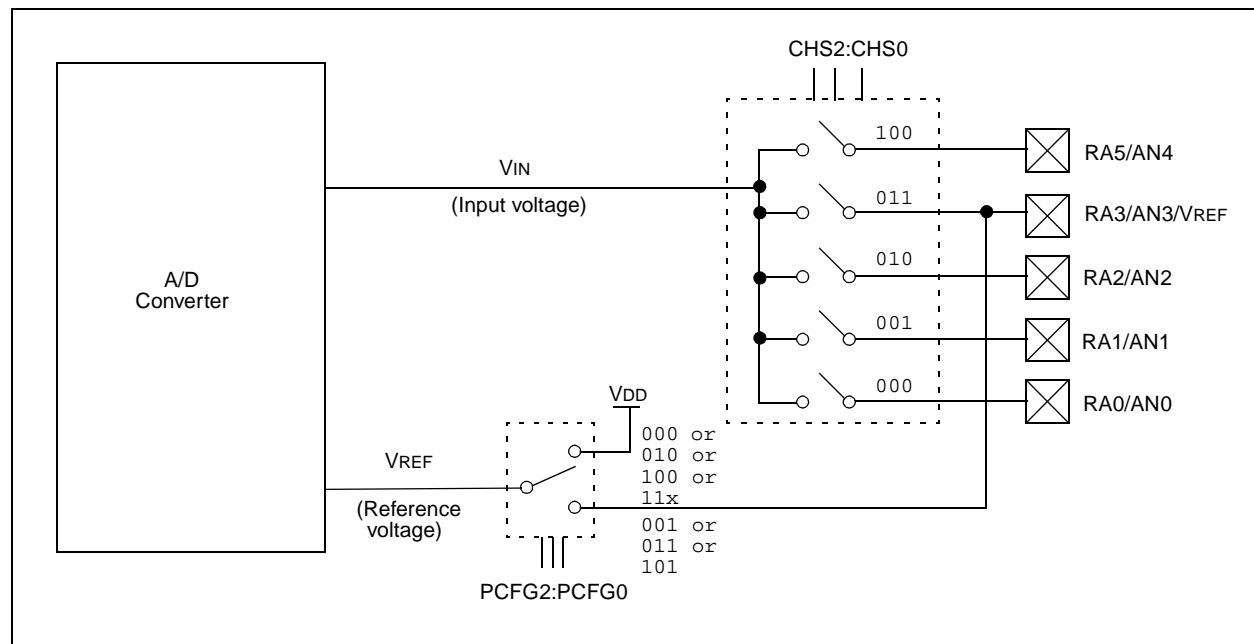 CHS2:CHS0
100
RA5/AN4
VIN
(Input voltage)
011
RA3/AN3/VREF
A/D
Converter
010
RA2/AN2
001
RA1/AN1
000
RA0/AN0
VDD
000 or
010 or
100 or
11x
001 or
011 or
101
VREF
(Reference
voltage)
PCFG2:PCFG0